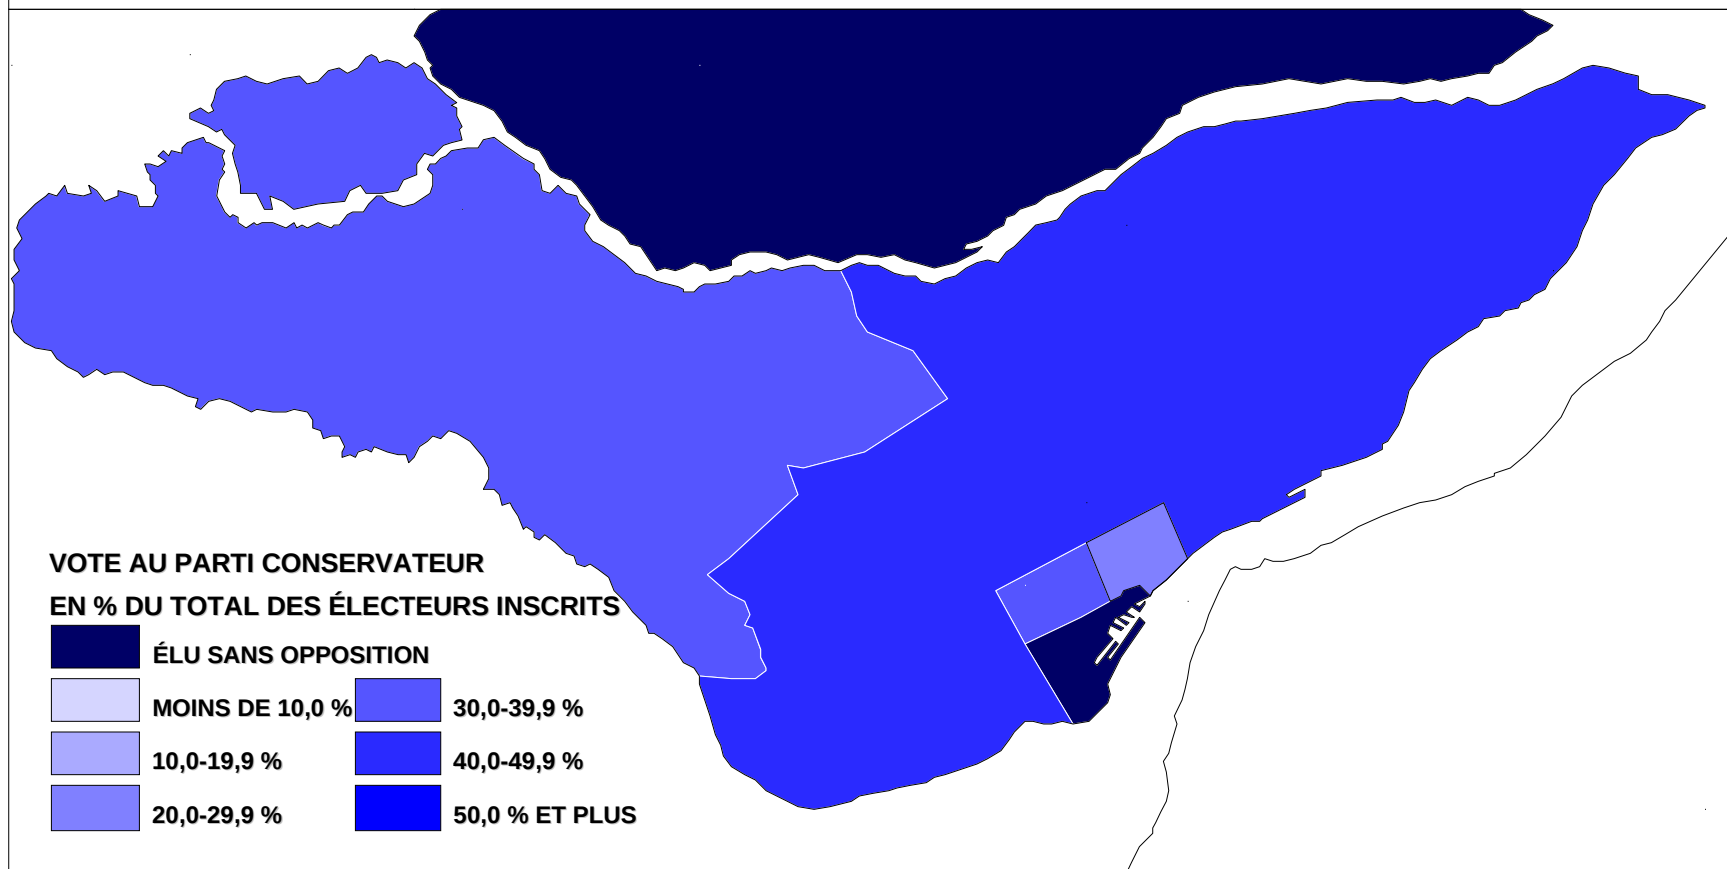 VOTE AU PARTI CONSERVATEUR
EN % DU TOTAL DES ÉLECTEURS INSCRITS
ÉLU SANS OPPOSITION
MOINS DE 10,0 % 30,0-39,9 %
10,0-19,9 % 40,0-49,9 %
20,0-29,9 % 50,0 % ET PLUS